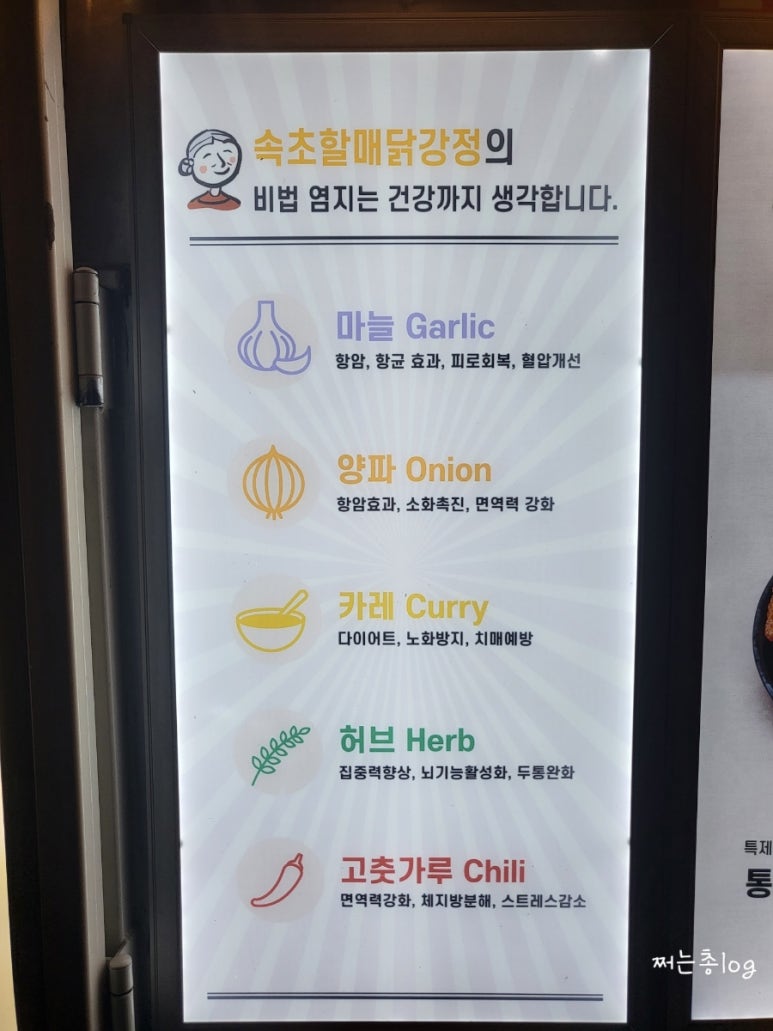 속초할매닭강정의
비법 염지는 건강까지 생각합니다.
마늘 Garlic
항암, 항균 효과, 피로회복, 혈압개선
양파 Onion
항암효과, 소화촉진, 면역력 강화
카레 Curry
다이어트, 노화방지, 치매예방
허브 Herb
집중력향상, 뇌기능활성화, 두통완화
고춧가루 Chili
면역력강화, 체지방분해, 스트레스감소
특제
통
쩌는총log